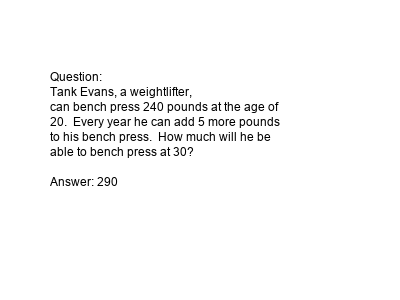 Question:
Tank Evans, a weightlifter,
can bench press 240 pounds at the age of
20.  Every year he can add 5 more pounds
to his bench press.  How much will he be
able to bench press at 30?
Answer: 290